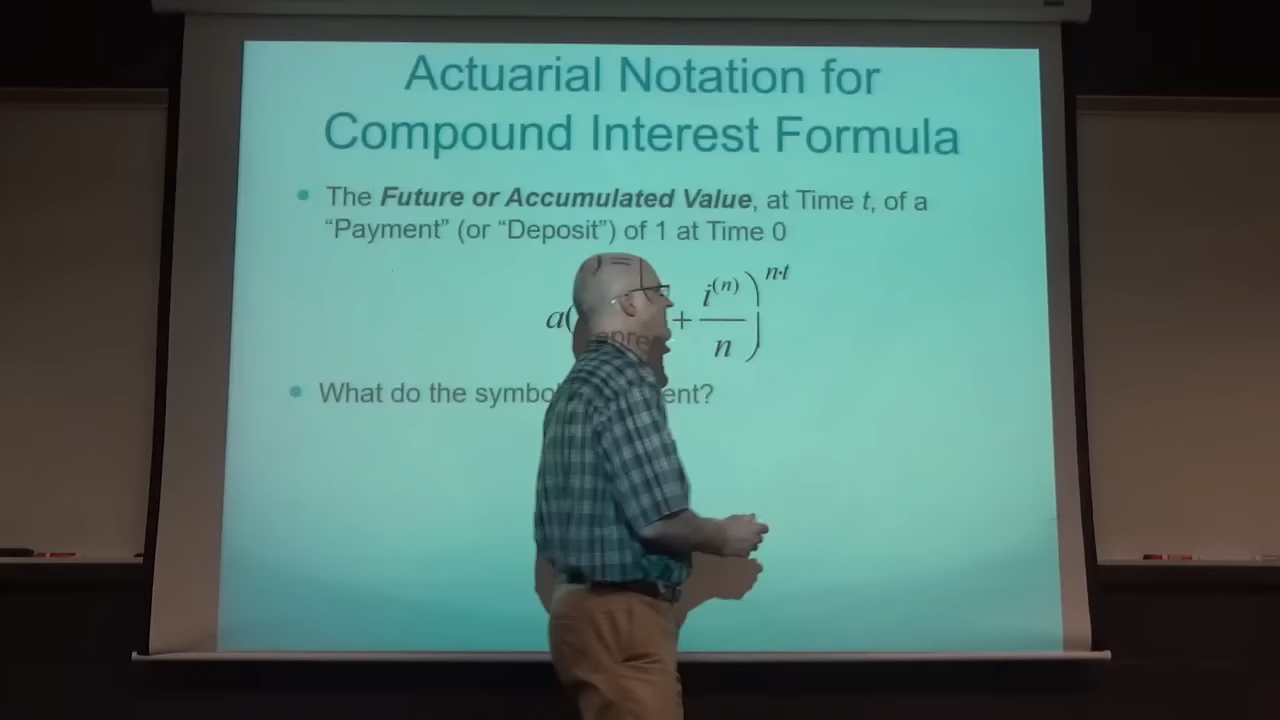 Actuarial Notation for
Compound Interest Formula
• The Future or Accumulated Value, at Time t, of a
“Payment” (or “Deposit”) of 1 at Time 0
a( + i^(n) / n )^n·t
• What do the symbo epre ent?